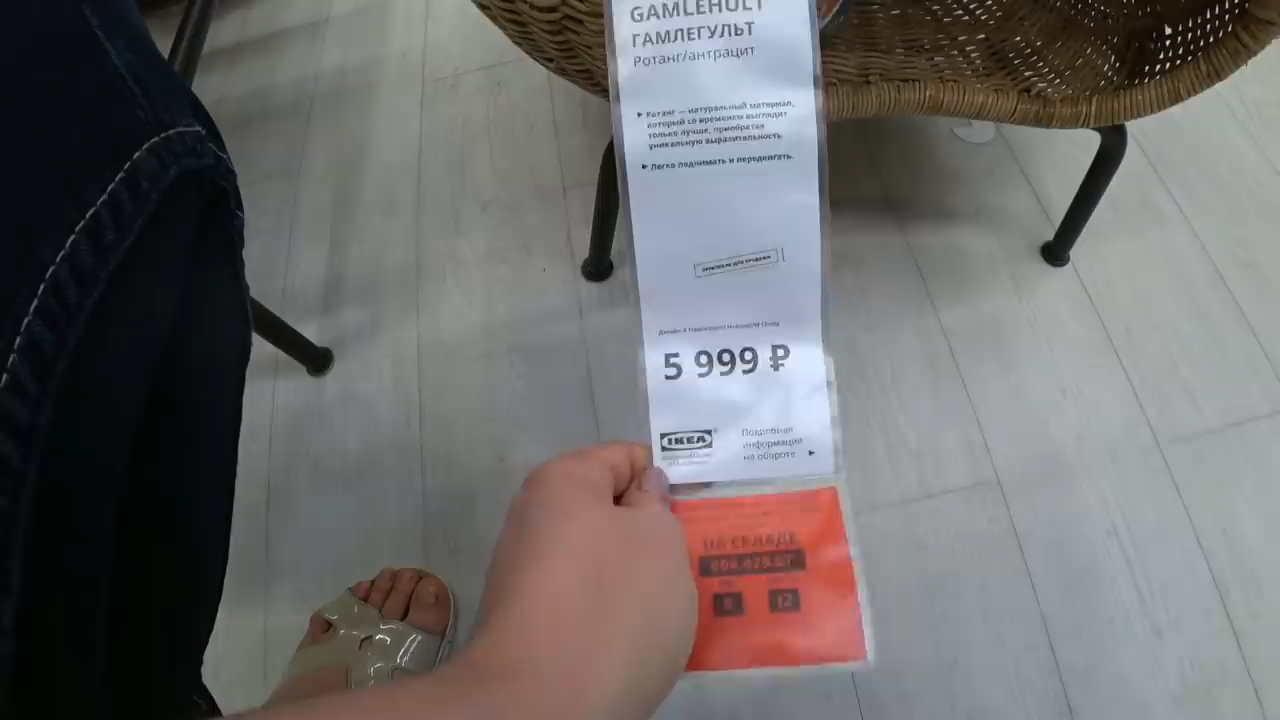 GAMLEHULT
ГАМЛЕГУЛЬТ
Ротанг/антрацит
▶ Ротанг — натуральный материал,
который со временем выглядит
только лучше, приобретая
уникальную выразительность
▶ Легко поднимать и передвигать.
5 999 ₽
IKEA
Подробная
информация
на обороте ▶
НА СКЛАДЕ
12